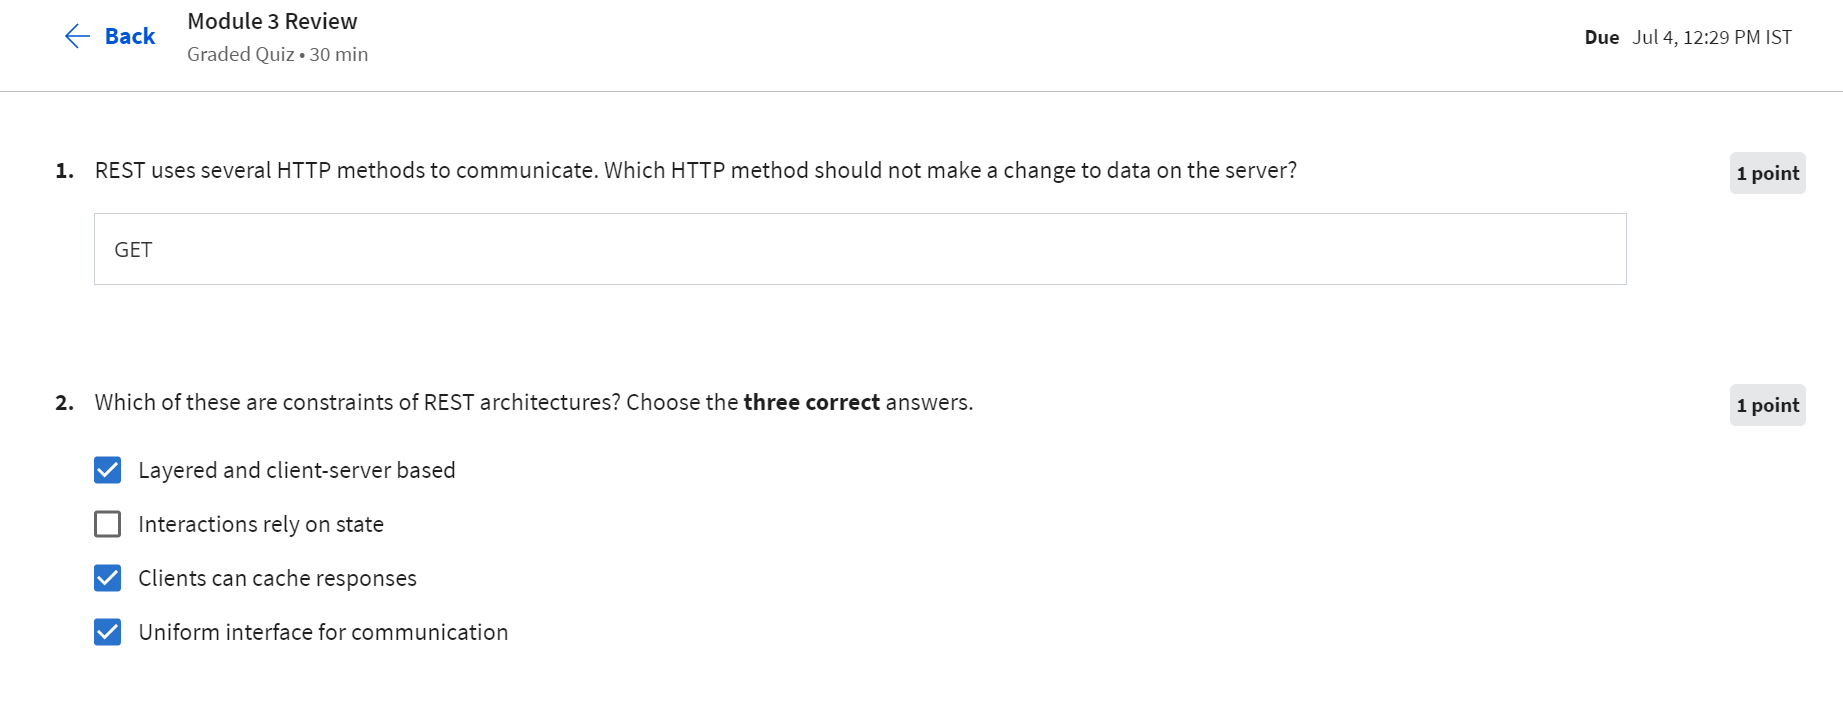 Back
Module 3 Review
Graded Quiz • 30 min
Due Jul 4, 12:29 PM IST
1. REST uses several HTTP methods to communicate. Which HTTP method should not make a change to data on the server?
1 point
GET
2. Which of these are constraints of REST architectures? Choose the three correct answers.
1 point
Layered and client-server based
Interactions rely on state
Clients can cache responses
Uniform interface for communication